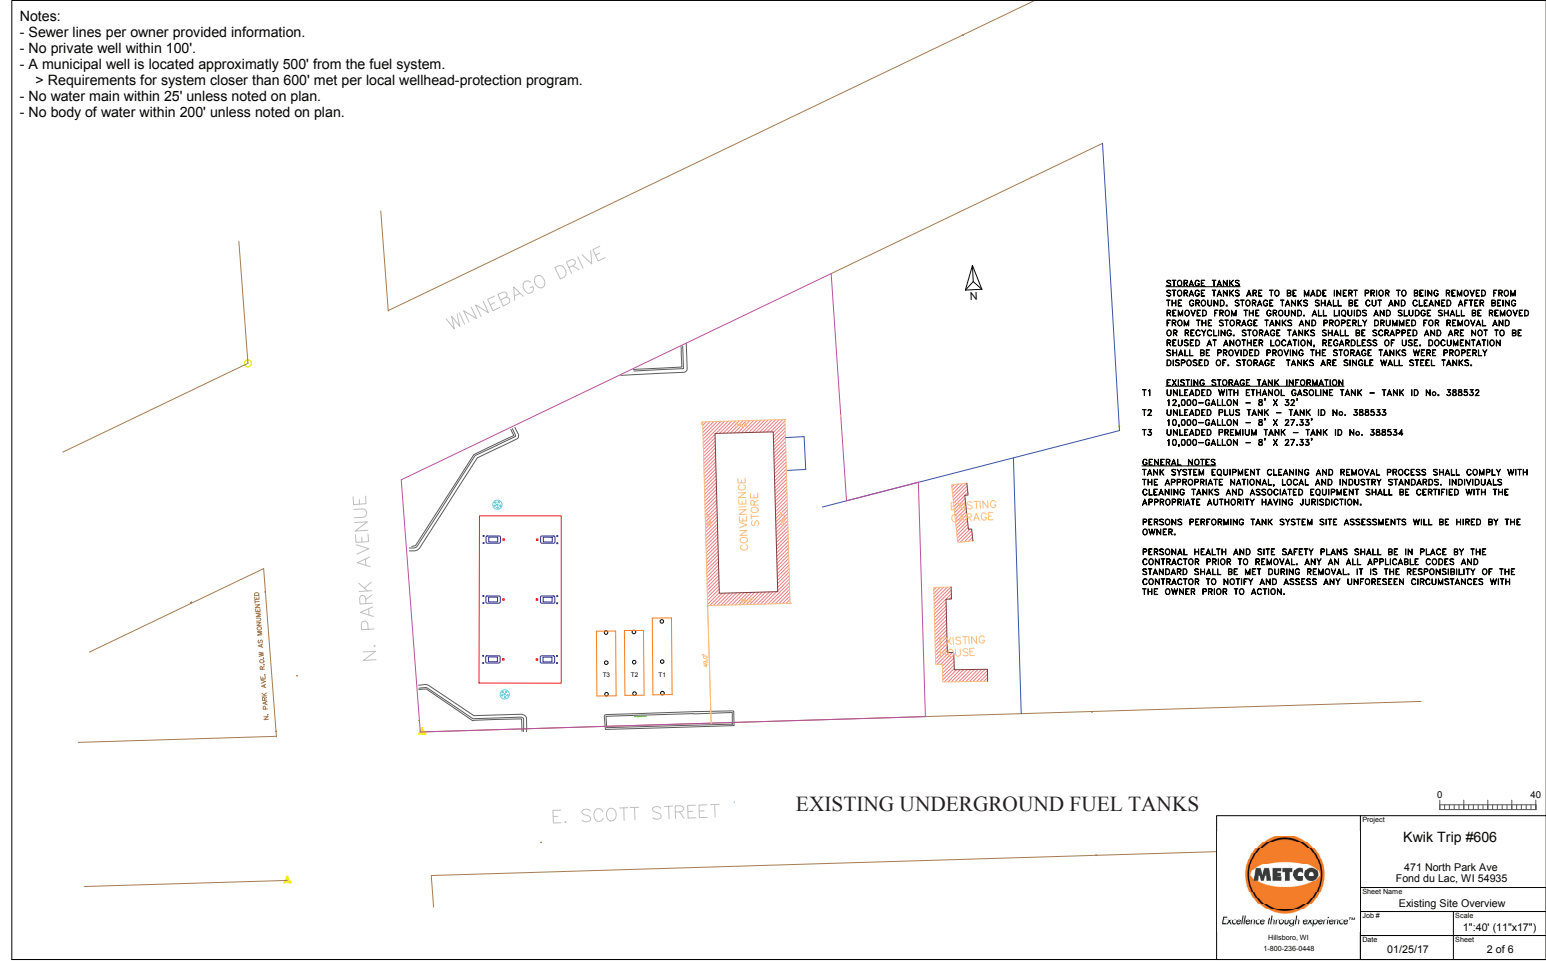 Notes:
- Sewer lines per owner provided information.
- No private well within 100'.
- A municipal well is located approximatly 500' from the fuel system.
> Requirements for system closer than 600' met per local wellhead-protection program.
- No water main within 25' unless noted on plan.
- No body of water within 200' unless noted on plan.
WINNEBAGO DRIVE
N
STORAGE TANKS
STORAGE TANKS ARE TO BE MADE INERT PRIOR TO BEING REMOVED FROM
THE GROUND. STORAGE TANKS SHALL BE CUT AND CLEANED AFTER BEING
REMOVED FROM THE GROUND. ALL LIQUIDS AND SLUDGE SHALL BE REMOVED
FROM THE STORAGE TANKS AND PROPERLY DRUMMED FOR REMOVAL AND
OR RECYCLING. STORAGE TANKS SHALL BE SCRAPPED AND ARE NOT TO BE
REUSED AT ANOTHER LOCATION, REGARDLESS OF USE. DOCUMENTATION
SHALL BE PROVIDED PROVING THE STORAGE TANKS WERE PROPERLY
DISPOSED OF. STORAGE TANKS ARE SINGLE WALL STEEL TANKS.
EXISTING STORAGE TANK INFORMATION
T1 UNLEADED WITH ETHANOL GASOLINE TANK - TANK ID No. 388532
12,000-GALLON - 8' X 32'
T2 UNLEADED PLUS TANK - TANK ID No. 388533
10,000-GALLON - 8' X 27.33'
T3 UNLEADED PREMIUM TANK - TANK ID No. 388534
10,000-GALLON - 8' X 27.33'
GENERAL NOTES
TANK SYSTEM EQUIPMENT CLEANING AND REMOVAL PROCESS SHALL COMPLY WITH
THE APPROPRIATE NATIONAL, LOCAL AND INDUSTRY STANDARDS. INDIVIDUALS
CLEANING TANKS AND ASSOCIATED EQUIPMENT SHALL BE CERTIFIED WITH THE
APPROPRIATE AUTHORITY HAVING JURISDICTION.
PERSONS PERFORMING TANK SYSTEM SITE ASSESSMENTS WILL BE HIRED BY THE
OWNER.
PERSONAL HEALTH AND SITE SAFETY PLANS SHALL BE IN PLACE BY THE
CONTRACTOR PRIOR TO REMOVAL. ANY AN ALL APPLICABLE CODES AND
STANDARD SHALL BE MET DURING REMOVAL. IT IS THE RESPONSIBILITY OF THE
CONTRACTOR TO NOTIFY AND ASSESS ANY UNFORESEEN CIRCUMSTANCES WITH
THE OWNER PRIOR TO ACTION.
N. PARK AVENUE
CONVENIENCE
STORE
EXISTING
GARAGE
EXISTING
HOUSE
N. PARK AVE. R.O.W AS MONUMENTED
T3
T2
T1
E. SCOTT STREET
EXISTING UNDERGROUND FUEL TANKS
0 40
METCO
Excellence through experience™
Hillsboro, WI
1-800-236-0448
Project
Kwik Trip #606
471 North Park Ave
Fond du Lac, WI 54935
Sheet Name
Existing Site Overview
Job #
Scale
1":40' (11"x17")
Date
01/25/17
Sheet
2 of 6